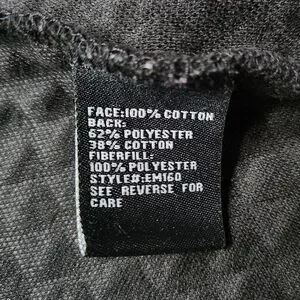 FACE:100% COTTON
BACK:
62% POLYESTER
38% COTTON
FIBERFILL:
100% POLYESTER
STYLE#:EM160
SEE REVERSE FOR
CARE